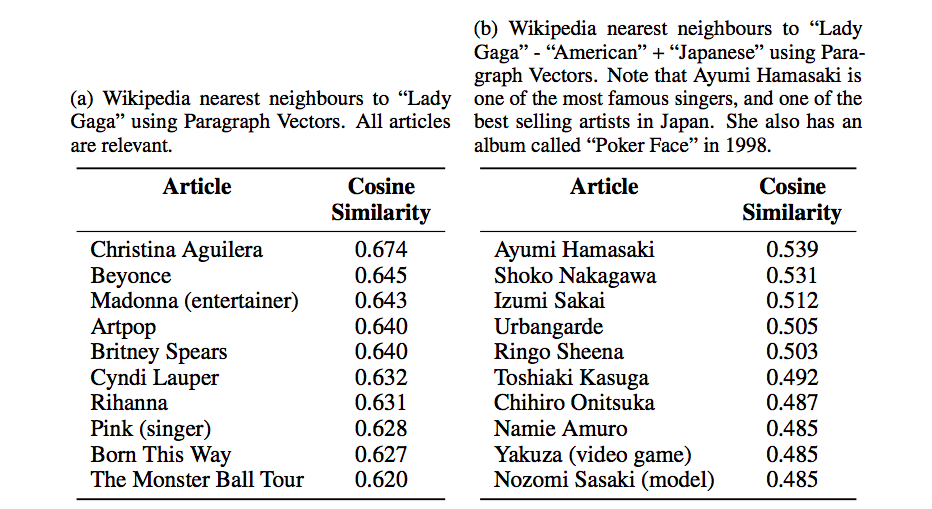 (a) Wikipedia nearest neighbours to “Lady
Gaga” using Paragraph Vectors. All articles
are relevant.
Article Cosine
Similarity
Christina Aguilera 0.674
Beyonce 0.645
Madonna (entertainer) 0.643
Artpop 0.640
Britney Spears 0.640
Cyndi Lauper 0.632
Rihanna 0.631
Pink (singer) 0.628
Born This Way 0.627
The Monster Ball Tour 0.620
(b) Wikipedia nearest neighbours to “Lady
Gaga” - “American” + “Japanese” using Para-
graph Vectors. Note that Ayumi Hamasaki is
one of the most famous singers, and one of the
best selling artists in Japan. She also has an
album called “Poker Face” in 1998.
Article Cosine
Similarity
Ayumi Hamasaki 0.539
Shoko Nakagawa 0.531
Izumi Sakai 0.512
Urbangarde 0.505
Ringo Sheena 0.503
Toshiaki Kasuga 0.492
Chihiro Onitsuka 0.487
Namie Amuro 0.485
Yakuza (video game) 0.485
Nozomi Sasaki (model) 0.485